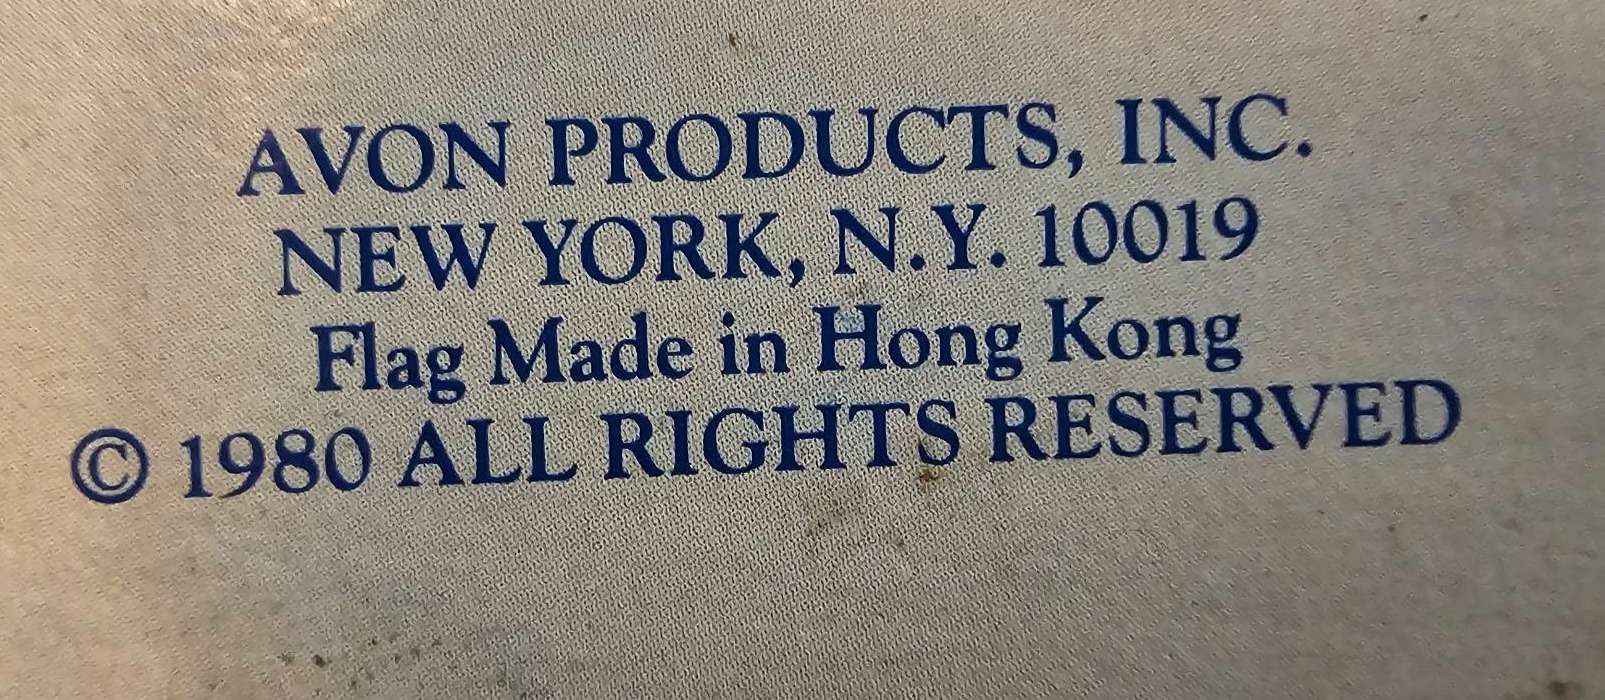 AVON PRODUCTS, INC.
NEW YORK, N.Y. 10019
Flag Made in Hong Kong
© 1980 ALL RIGHTS RESERVED